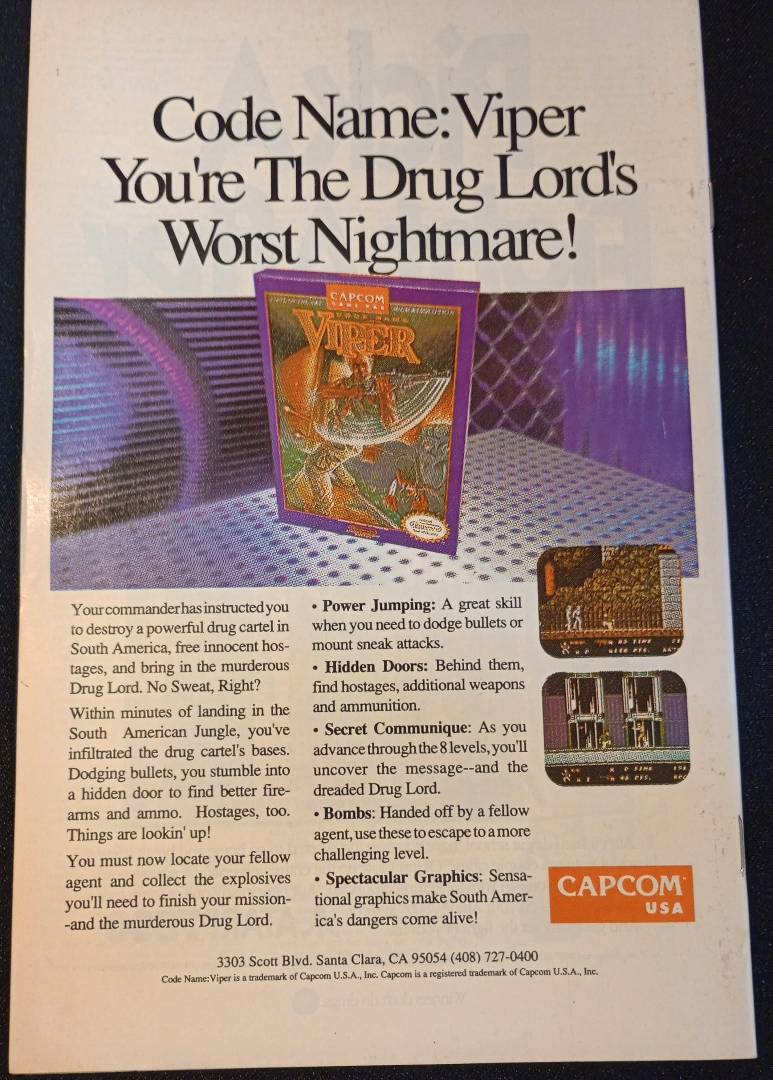 Code Name: Viper
You're The Drug Lord's
Worst Nightmare!
CAPCOM
VIPER
Your commander has instructed you
to destroy a powerful drug cartel in
South America, free innocent hos-
tages, and bring in the murderous
Drug Lord. No Sweat, Right?
Within minutes of landing in the
South American Jungle, you've
infiltrated the drug cartel's bases.
Dodging bullets, you stumble into
a hidden door to find better fire-
arms and ammo. Hostages, too.
Things are lookin' up!
You must now locate your fellow
agent and collect the explosives
you'll need to finish your mission-
-and the murderous Drug Lord.
• Power Jumping: A great skill
when you need to dodge bullets or
mount sneak attacks.
• Hidden Doors: Behind them,
find hostages, additional weapons
and ammunition.
• Secret Communique: As you
advance through the 8 levels, you'll
uncover the message--and the
dreaded Drug Lord.
• Bombs: Handed off by a fellow
agent, use these to escape to a more
challenging level.
• Spectacular Graphics: Sensa-
tional graphics make South Amer-
ica's dangers come alive!
CAPCOM
USA
3303 Scott Blvd. Santa Clara, CA 95054 (408) 727-0400
Code Name: Viper is a trademark of Capcom U.S.A., Inc. Capcom is a registered trademark of Capcom U.S.A., Inc.